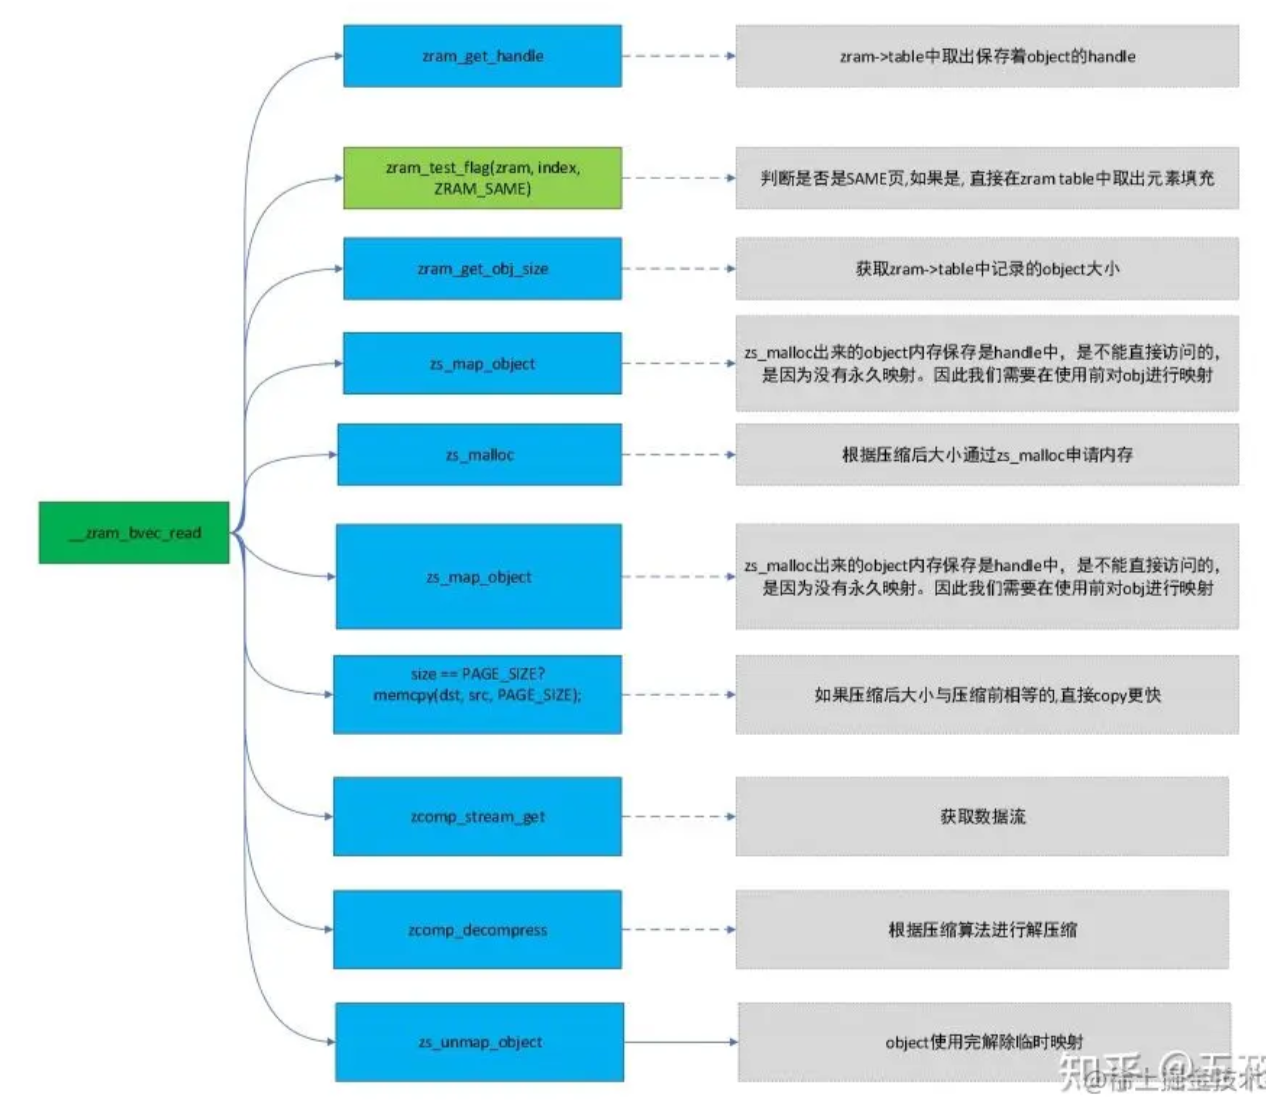 zram_get_handle
zram->table中取出保存着object的handle
zram_test_flag(zram, index,
ZRAM_SAME)
判断是否是SAME页,如果是, 直接在zram table中取出元素填充
zram_get_obj_size
获取zram->table中记录的object大小
zs_map_object
zs_malloc出来的object内存保存是handle中，是不能直接访问的，
是因为没有永久映射。因此我们需要在使用前对obj进行映射
zs_malloc
根据压缩后大小通过zs_malloc申请内存
__zram_bvec_read
zs_map_object
zs_malloc出来的object内存保存是handle中，是不能直接访问的，
是因为没有永久映射。因此我们需要在使用前对obj进行映射
size == PAGE_SIZE?
memcpy(dst, src, PAGE_SIZE);
如果压缩后大小与压缩前相等的,直接copy更快
zcomp_stream_get
获取数据流
zcomp_decompress
根据压缩算法进行解压缩
zs_unmap_object
object使用完解除临时映射
知乎
@稀土掘金技术